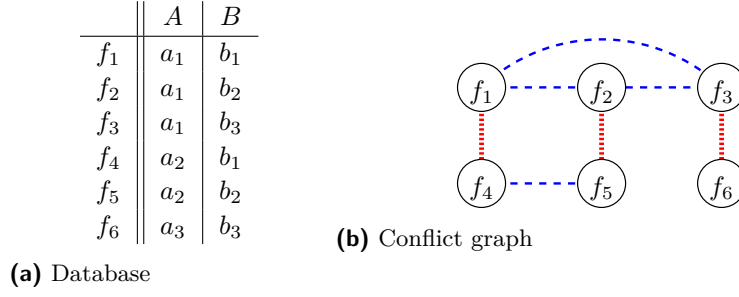 A B
f₁ a₁ b₁
f₂ a₁ b₂
f₃ a₁ b₃
f₄ a₂ b₁
f₅ a₂ b₂
f₆ a₃ b₃
(a) Database
f₁ f₂ f₃
f₄ f₅ f₆
(b) Conflict graph